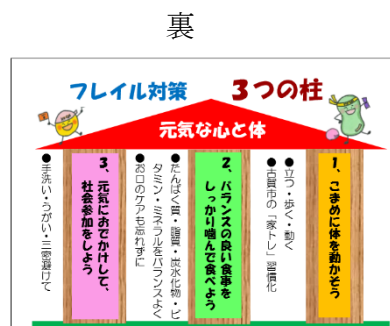 裏
フレイル対策
3つの柱
元気な心と体
1、こまめに体を動かそう
●立つ・歩く・動く
●古賀市の「家トレ」習慣化
2、バランスの良い食事を
しっかり噛んで食べよう
●たんぱく質・脂質・炭水化物・ビ
タミン・ミネラルをバランスよく
●お口のケアも忘れずに
3、元気におでかけして、
社会参加をしよう
●手洗い・うがい・三密避けて